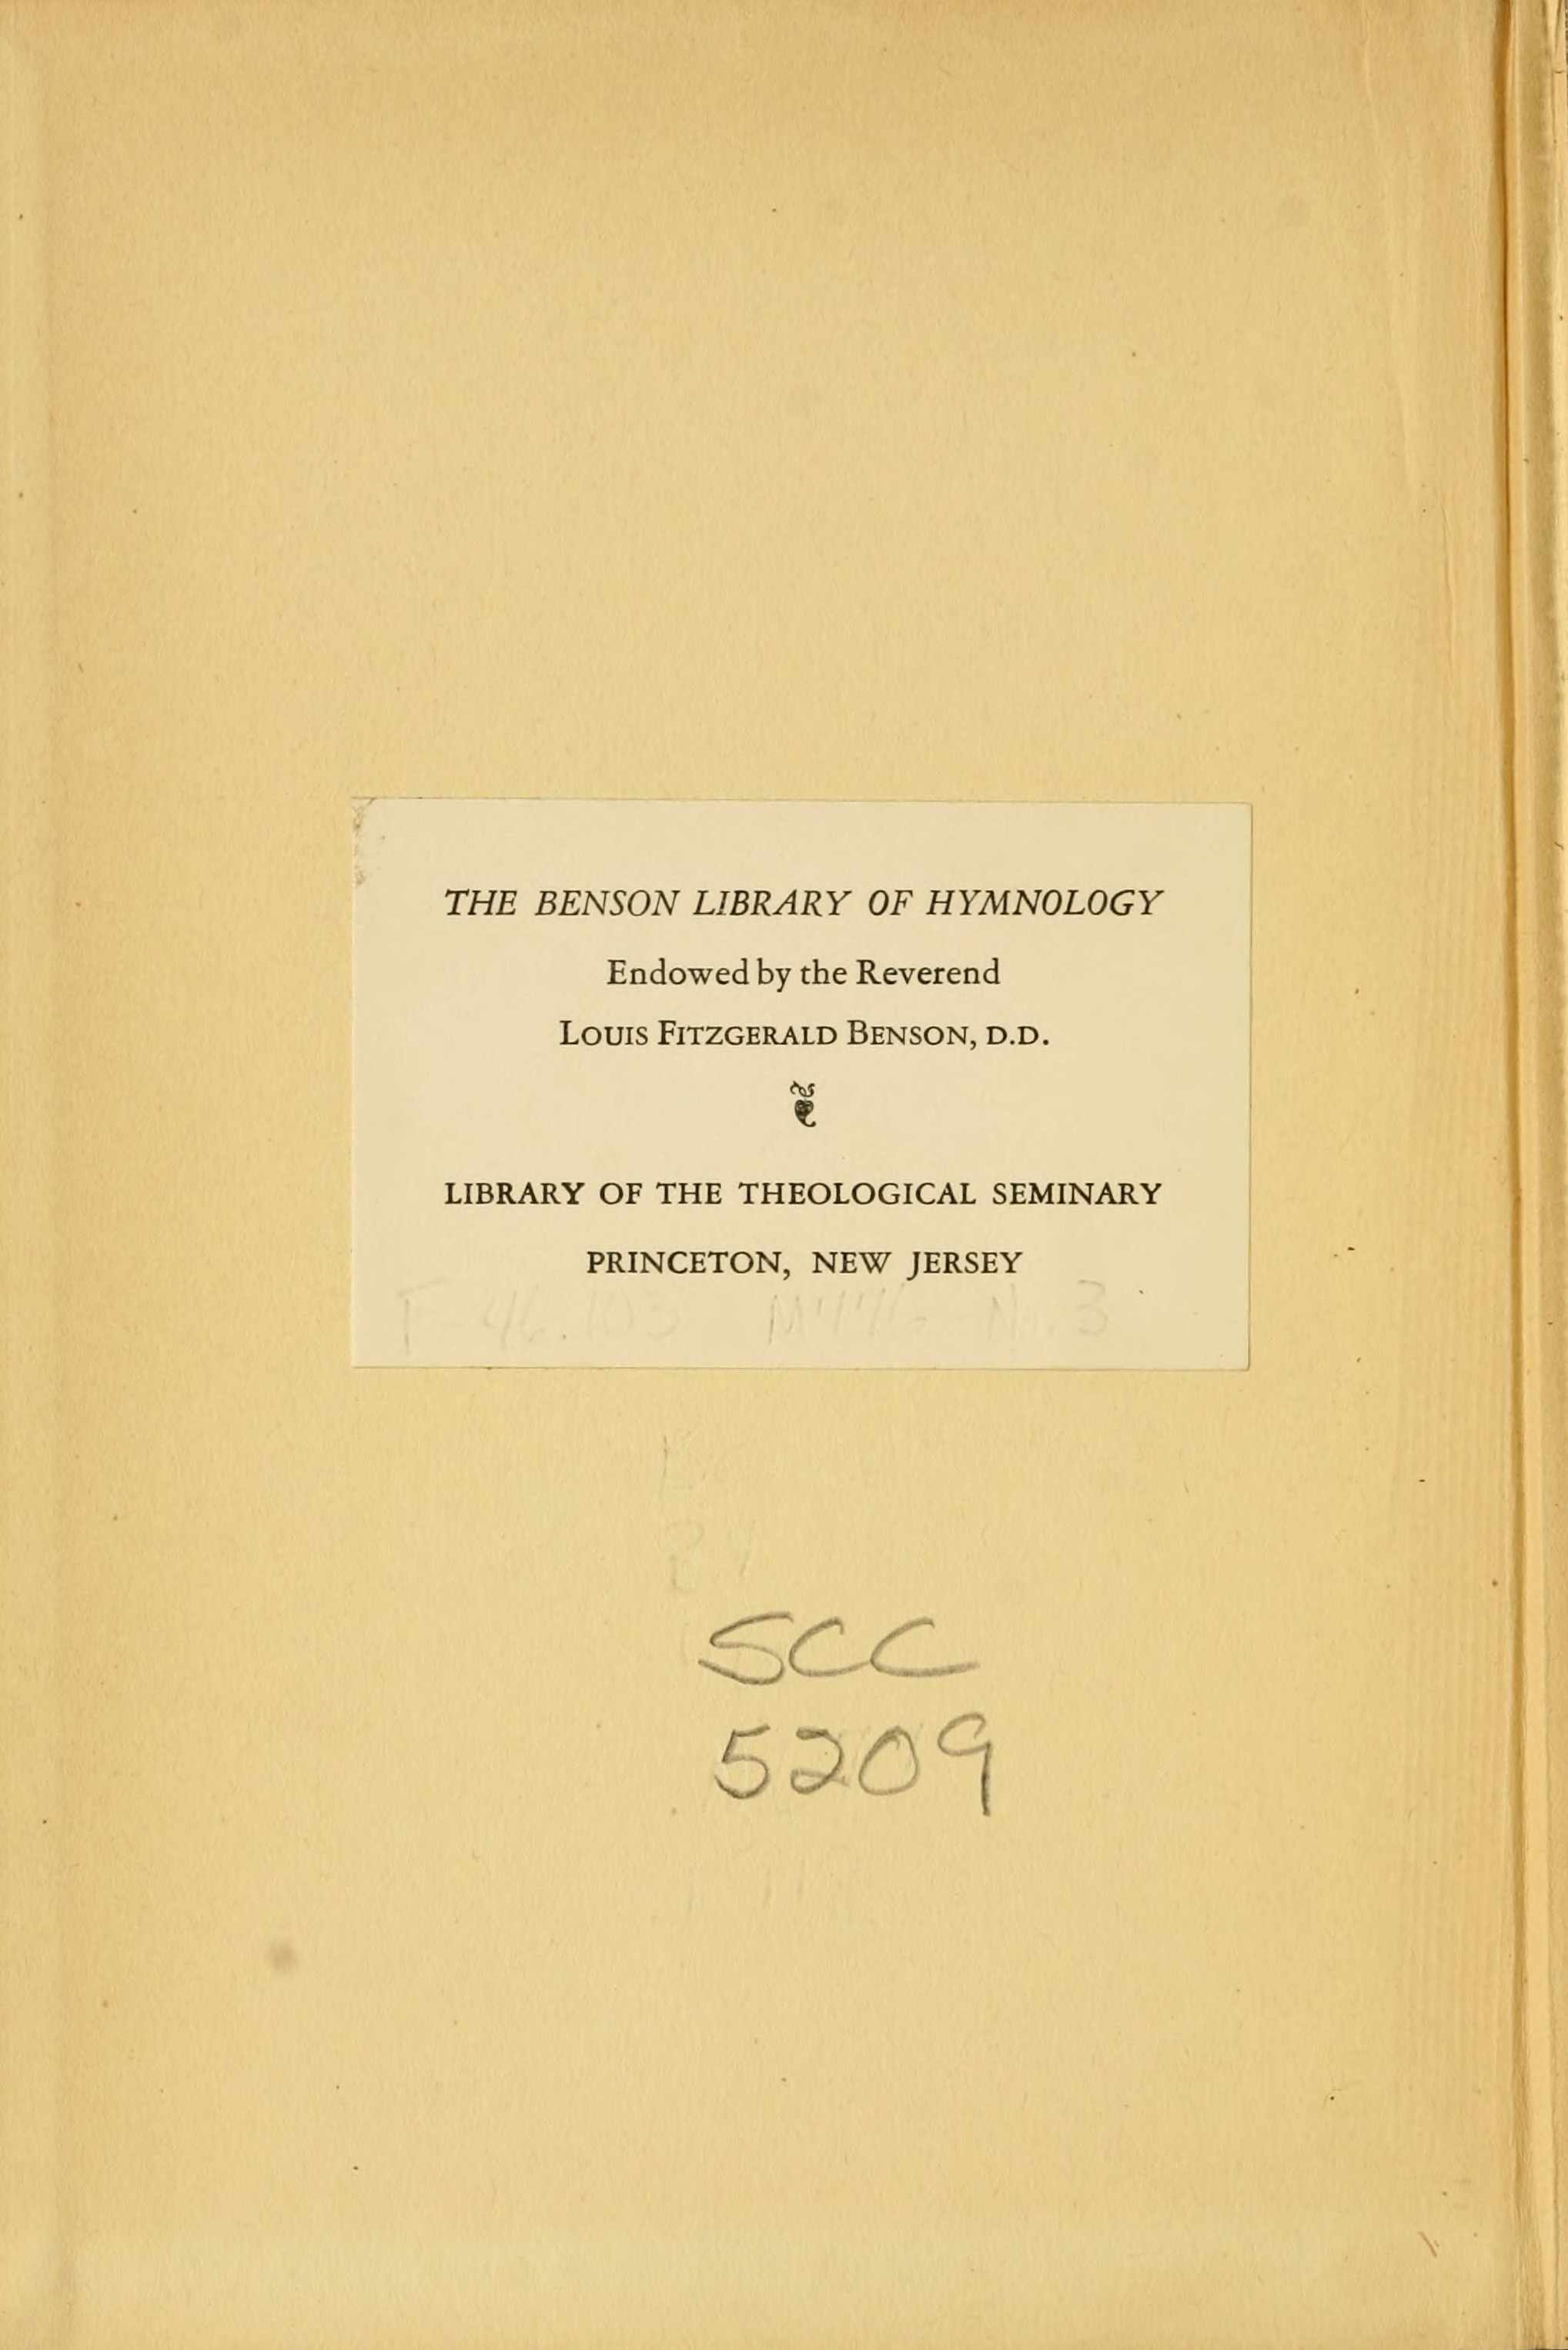 THE BENSON LIBRARY OF HYMNOLOGY
Endowed by the Reverend
LOUIS FITZGERALD BENSON, D.D.
LIBRARY OF THE THEOLOGICAL SEMINARY
PRINCETON, NEW JERSEY
SCC
5209